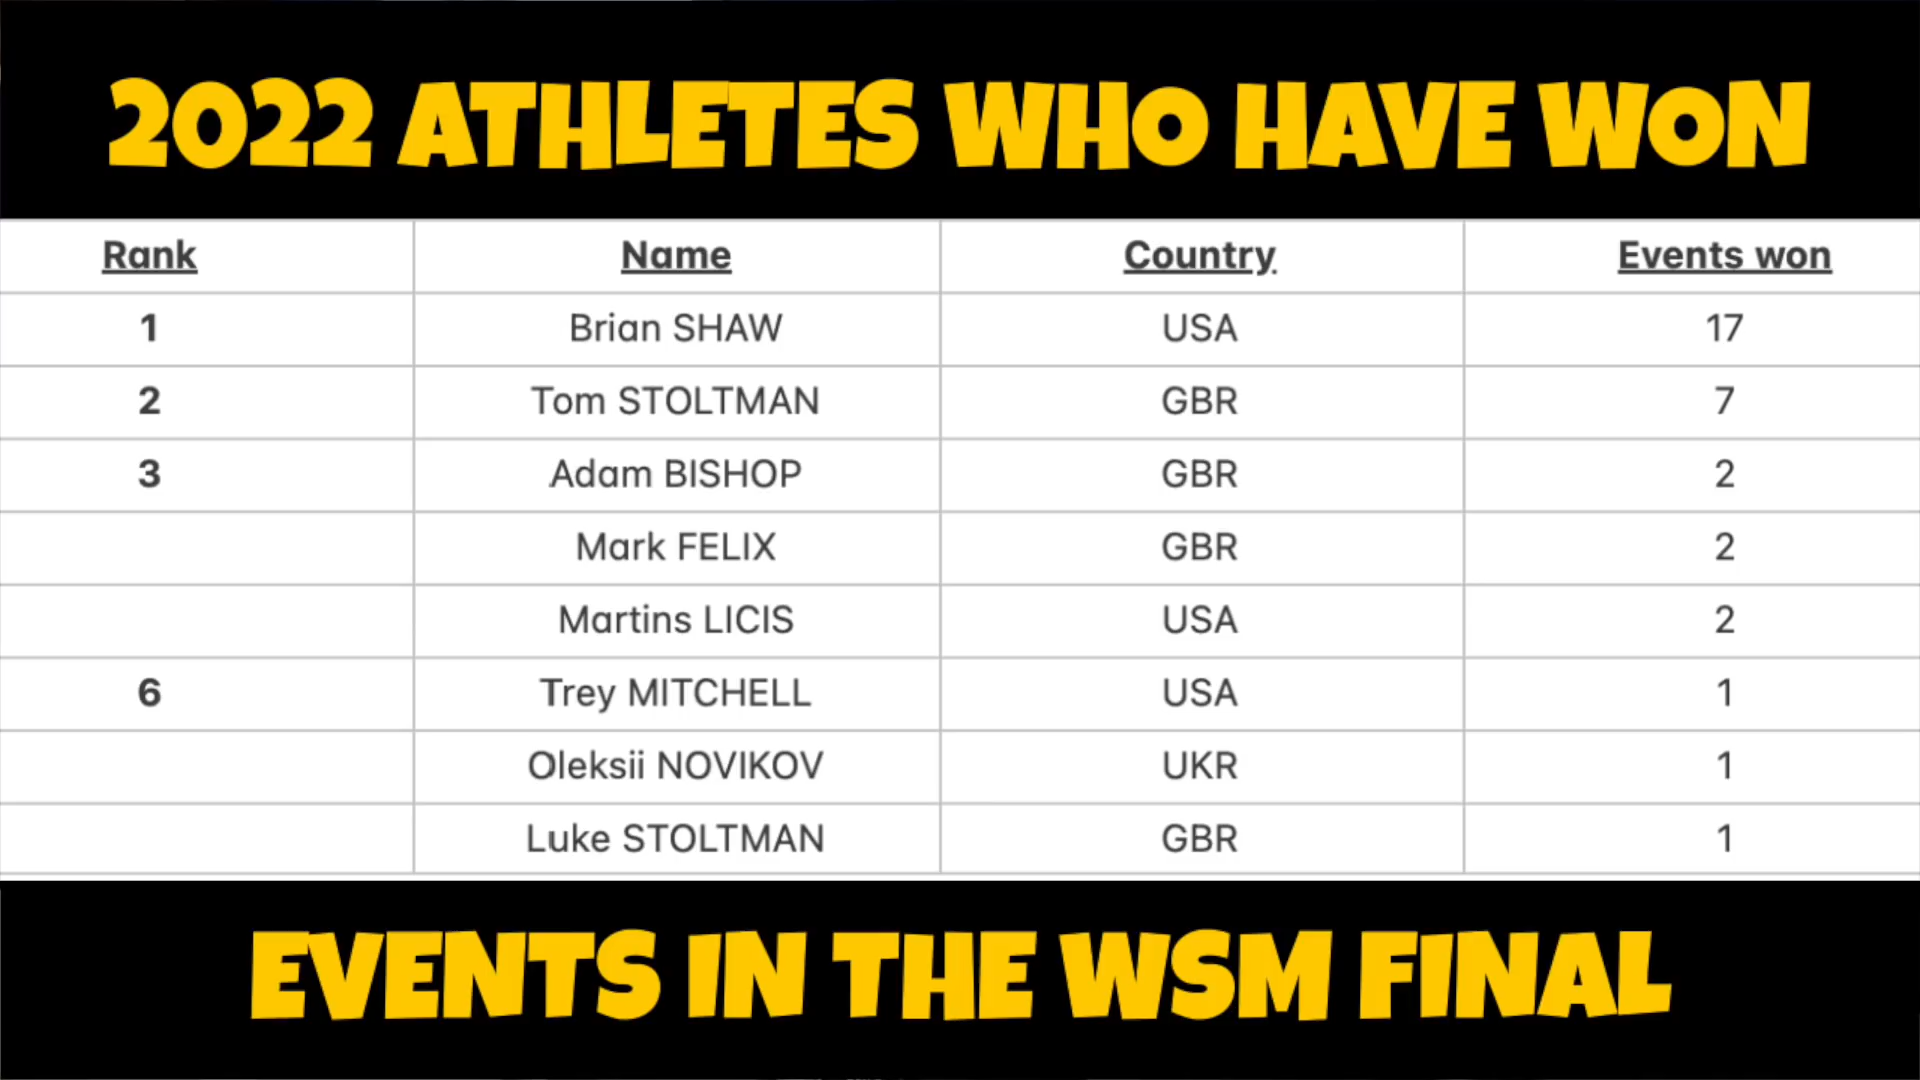 2022 ATHLETES WHO HAVE WON
Rank Name Country Events won
1 Brian SHAW USA 17
2 Tom STOLTMAN GBR 7
3 Adam BISHOP GBR 2
Mark FELIX GBR 2
Martins LICIS USA 2
6 Trey MITCHELL USA 1
Oleksii NOVIKOV UKR 1
Luke STOLTMAN GBR 1
EVENTS IN THE WSM FINAL